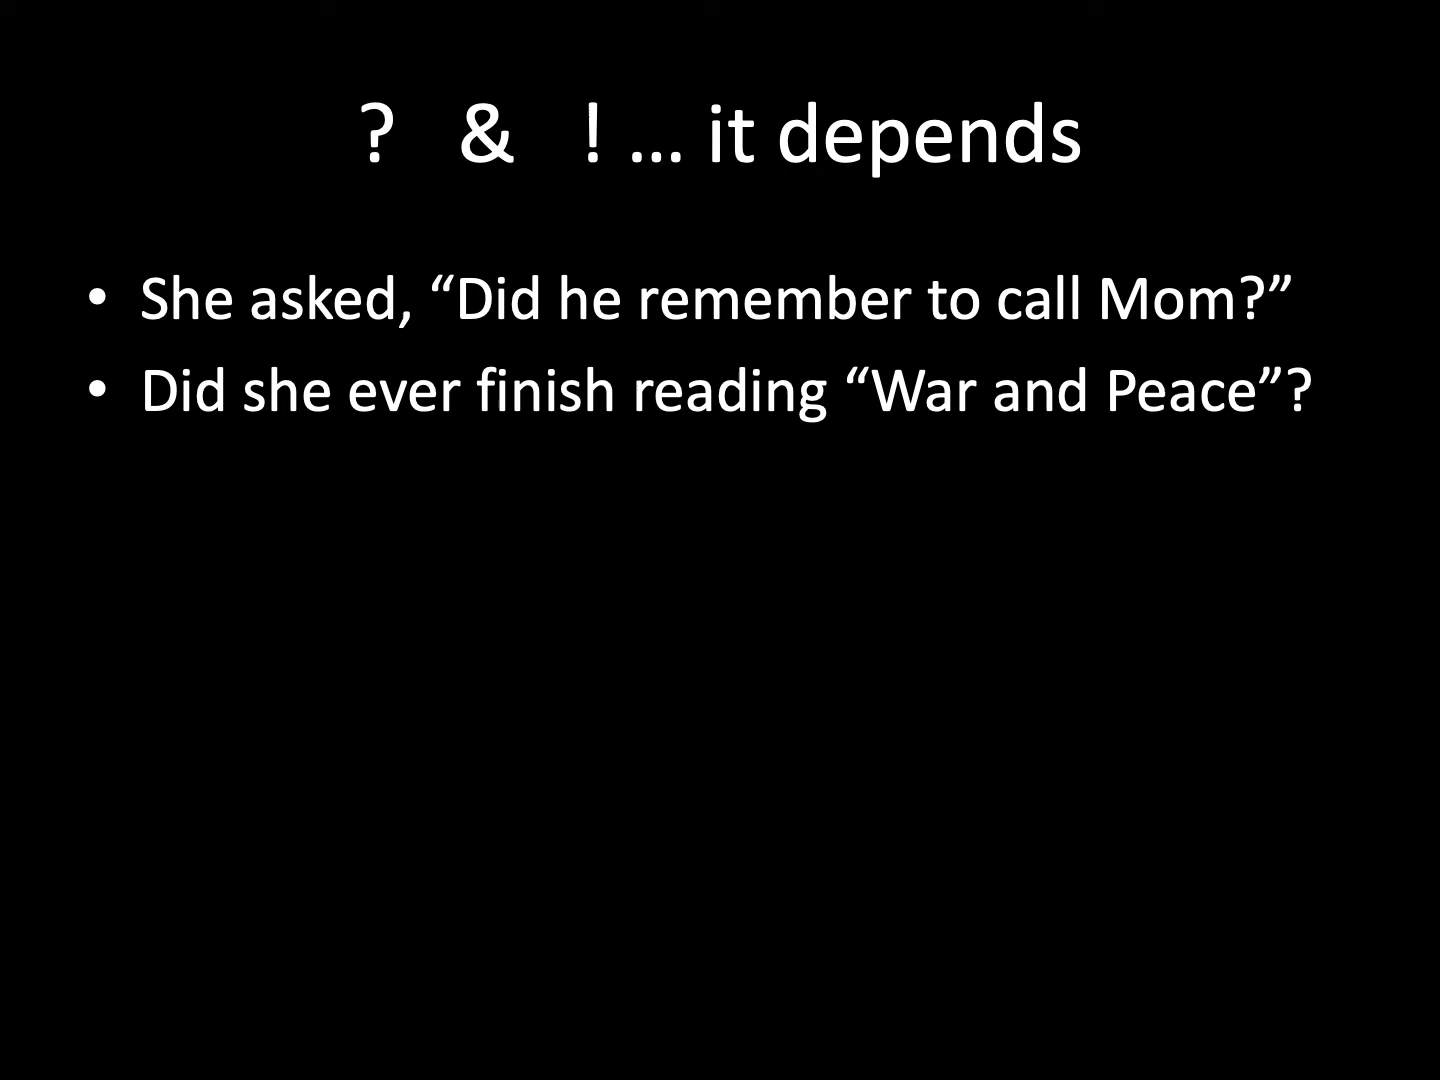 ? & ! … it depends
• She asked, “Did he remember to call Mom?”
• Did she ever finish reading “War and Peace”?